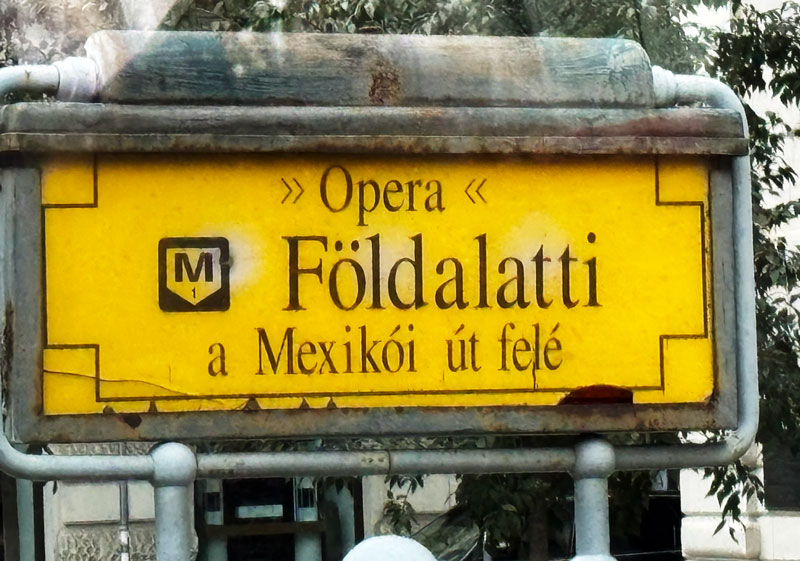 » Opera «
M
1
Földalatti
a Mexikói út felé